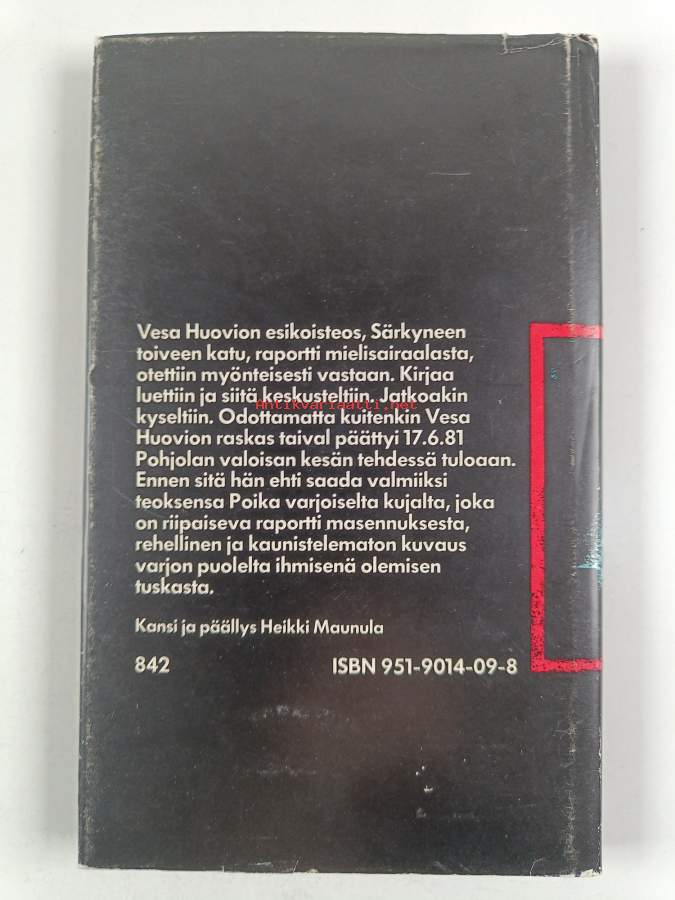 Vesa Huovion esikoisteos, Särkyneen
toiveen katu, raportti mielisairaalasta,
otettiin myönteisesti vastaan. Kirjaa
luettiin ja siitä keskusteltiin. Jatkoakin
Antikvariaatti.net
kyseltiin. Odottamatta kuitenkin Vesa
Huovion raskas taival päättyi 17.6.81
Pohjolan valoisan kesän tehdessä tuloaan.
Ennen sitä hän ehti saada valmiiksi
teoksensa Poika varjoiselta kujalta, joka
on riipaiseva raportti masennuksesta,
rehellinen ja kaunistelematon kuvaus
varjon puolelta ihmisenä olemisen
tuskasta.
Kansi ja päällys Heikki Maunula
842 ISBN 951-9014-09-8